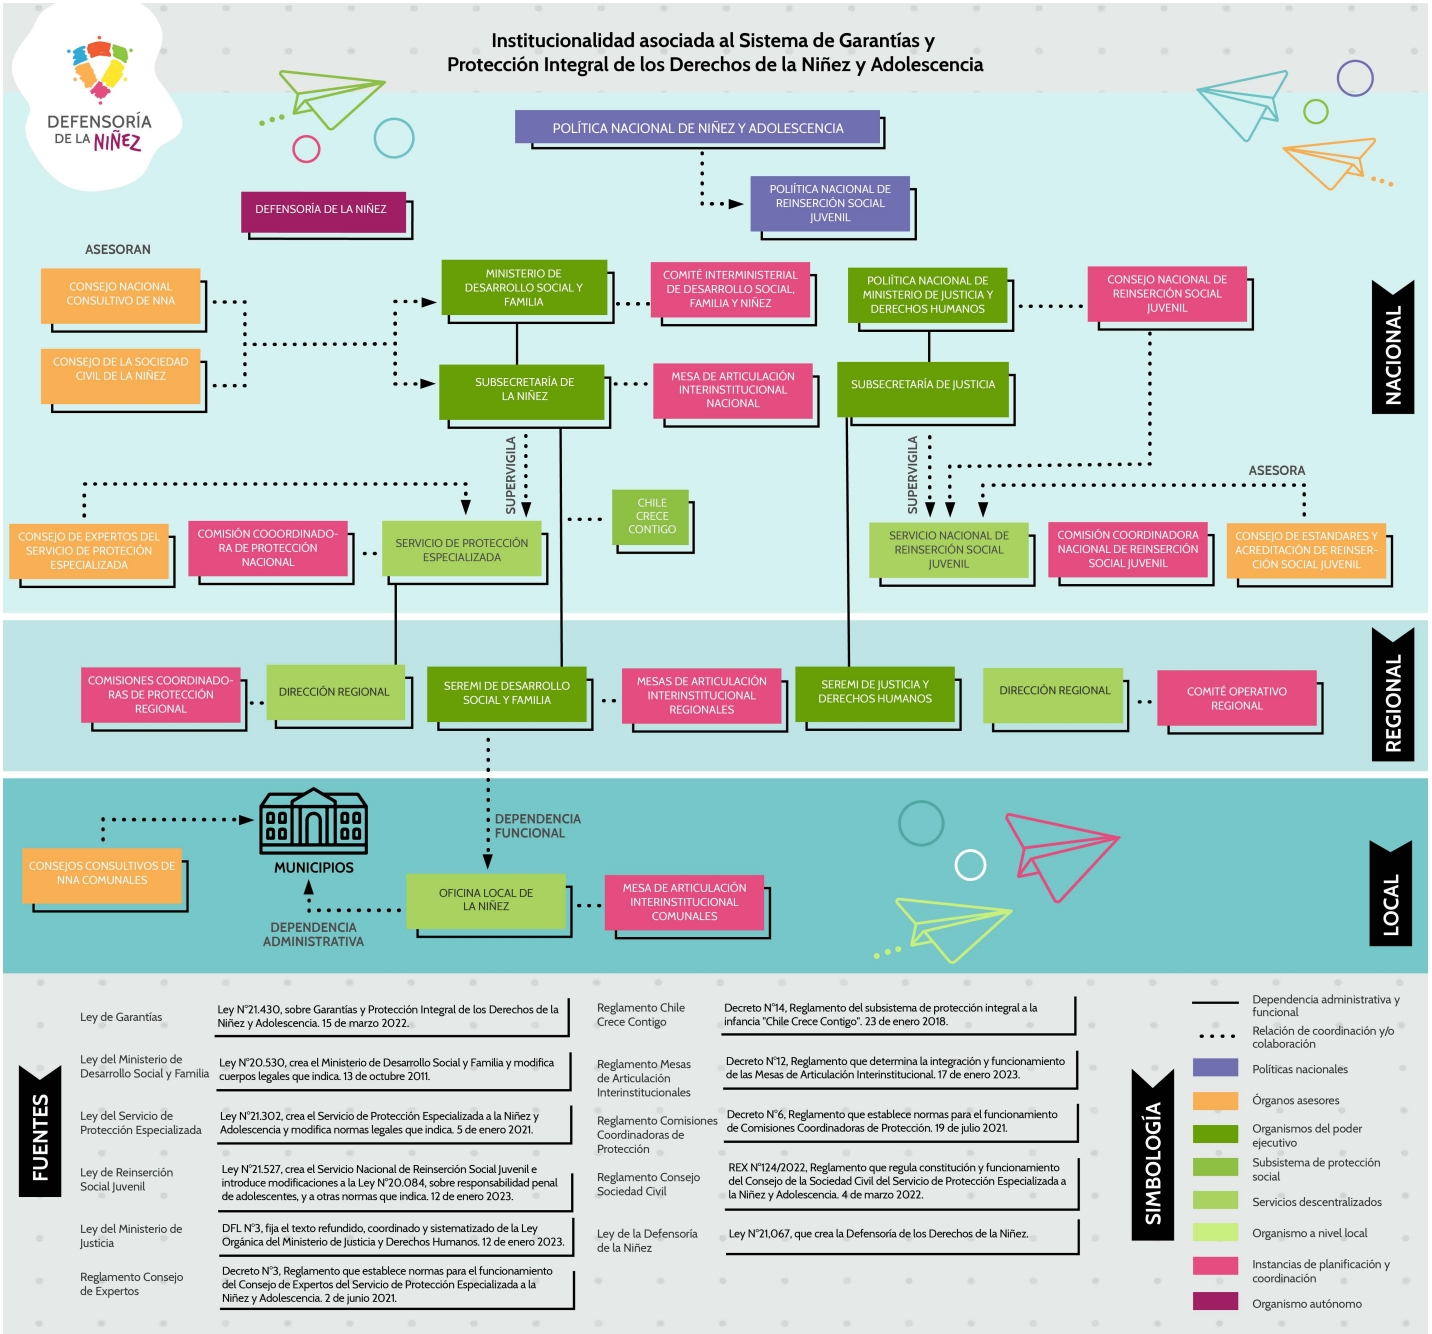 Institucionalidad asociada al Sistema de Garantías y
Protección Integral de los Derechos de la Niñez y Adolescencia
DEFENSORÍA
DE LA NIÑEZ
POLÍTICA NACIONAL DE NIÑEZ Y ADOLESCENCIA
POLIÍTICA NACIONAL DE
REINSERCIÓN SOCIAL
JUVENIL
DEFENSORÍA DE LA NIÑEZ
ASESORAN
CONSEJO NACIONAL
CONSULTIVO DE NNA
CONSEJO DE LA SOCIEDAD
CIVIL DE LA NIÑEZ
MINISTERIO DE
DESARROLLO SOCIAL Y
FAMILIA
COMITÉ INTERMINISTERIAL
DE DESARROLLO SOCIAL,
FAMILIA Y NIÑEZ
POLÍTICA NACIONAL DE
MINISTERIO DE JUSTICIA Y
DERECHOS HUMANOS
CONSEJO NACIONAL DE
REINSERCIÓN SOCIAL
JUVENIL
SUBSECRETARÍA DE
LA NIÑEZ
MESA DE ARTICULACIÓN
INTERINSTITUCIONAL
NACIONAL
SUBSECRETARÍA DE JUSTICIA
NACIONAL
SUPERVIGILA
SUPERVIGILA
ASESORA
CHILE
CRECE
CONTIGO
CONSEJO DE EXPERTOS DEL
SERVICIO DE PROTECIÓN
ESPECIALIZADA
COMISIÓN COOORDINADO-
RA DE PROTECCIÓN
NACIONAL
SERVICIO DE PROTECCIÓN
ESPECIALIZADA
SERVICIO NACIONAL DE
REINSERCIÓN SOCIAL
JUVENIL
COMISIÓN COORDINADORA
NACIONAL DE REINSERCIÓN
SOCIAL JUVENIL
CONSEJO DE ESTANDARES Y
ACREDITACIÓN DE REINSER-
CIÓN SOCIAL JUVENIL
COMISIONES COORDINADO-
RAS DE PROTECCIÓN
REGIONAL
DIRECCIÓN REGIONAL
SEREMI DE DESARROLLO
SOCIAL Y FAMILIA
MESAS DE ARTICULACIÓN
INTERINSTITUCIONAL
REGIONALES
SEREMI DE JUSTICIA Y
DERECHOS HUMANOS
DIRECCIÓN REGIONAL
COMITÉ OPERATIVO
REGIONAL
REGIONAL
DEPENDENCIA
FUNCIONAL
MUNICIPIOS
CONSEJOS CONSULTIVOS DE
NNA COMUNALES
OFICINA LOCAL DE
LA NIÑEZ
MESA DE ARTICULACIÓN
INTERINSTITUCIONAL
COMUNALES
DEPENDENCIA
ADMINISTRATIVA
LOCAL
FUENTES
Ley de Garantías
Ley N°21.430, sobre Garantías y Protección Integral de los Derechos de la
Niñez y Adolescencia. 15 de marzo 2022.
Ley del Ministerio de
Desarrollo Social y Familia
Ley N°20.530, crea el Ministerio de Desarrollo Social y Familia y modifica
cuerpos legales que indica. 13 de octubre 2011.
Ley del Servicio de
Protección Especializada
Ley N°21.302, crea el Servicio de Protección Especializada a la Niñez y
Adolescencia y modifica normas legales que indica. 5 de enero 2021.
Ley de Reinserción
Social Juvenil
Ley N°21.527, crea el Servicio Nacional de Reinserción Social Juvenil e
introduce modificaciones a la Ley N°20.084, sobre responsabilidad penal
de adolescentes, y a otras normas que indica. 12 de enero 2023.
Ley del Ministerio de
Justicia
DFL N°3, fija el texto refundido, coordinado y sistematizado de la Ley
Orgánica del Ministerio de Justicia y Derechos Humanos. 12 de enero 2023.
Reglamento Consejo
de Expertos
Decreto N°3, Reglamento que establece normas para el funcionamiento
del Consejo de Expertos del Servicio de Protección Especializada a la
Niñez y Adolescencia. 2 de junio 2021.
Reglamento Chile
Crece Contigo
Decreto N°14, Reglamento del subsistema de protección integral a la
infancia "Chile Crece Contigo". 23 de enero 2018.
Reglamento Mesas
de Articulación
Interinstitucionales
Decreto N°12, Reglamento que determina la integración y funcionamiento
de las Mesas de Articulación Interinstitucional. 17 de enero 2023.
Reglamento Comisiones
Coordinadoras de
Protección
Decreto N°6, Reglamento que establece normas para el funcionamiento
de Comisiones Coordinadoras de Protección. 19 de julio 2021.
Reglamento Consejo
Sociedad Civil
REX N°124/2022, Reglamento que regula constitución y funcionamiento
del Consejo de la Sociedad Civil del Servicio de Protección Especializada a
la Niñez y Adolescencia. 4 de marzo 2022.
Ley de la Defensoría
de la Niñez
Ley N°21,067, que crea la Defensoría de los Derechos de la Niñez.
SIMBOLOGÍA
Dependencia administrativa y
funcional
Relación de coordinación y/o
colaboración
Políticas nacionales
Órganos asesores
Organismos del poder
ejecutivo
Subsistema de protección
social
Servicios descentralizados
Organismo a nivel local
Instancias de planificación y
coordinación
Organismo autónomo